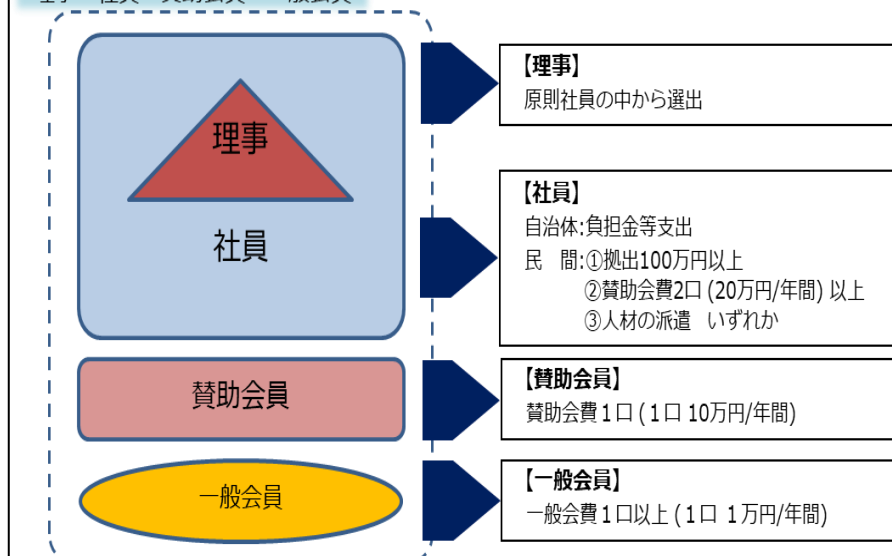 理事
社員
賛助会員
一般会員
【理事】
原則社員の中から選出
【社員】
自治体:負担金等支出
民　間:①拠出100万円以上
②賛助会費2口 (20万円/年間) 以上
③人材の派遣　いずれか
【賛助会員】
賛助会費１口 ( １口 10万円/年間)
【一般会員】
一般会費１口以上 ( １口 １万円/年間)